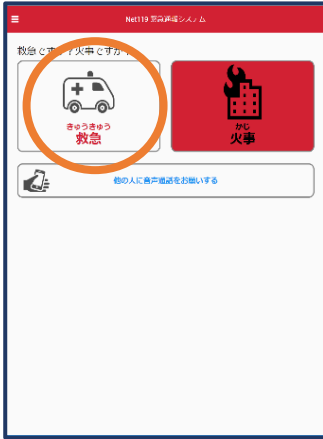 Net119 緊急通報システム
救急ですか？火事ですか？
きゅうきゅう
救急
かじ
火事
他の人に音声通話をお願いする